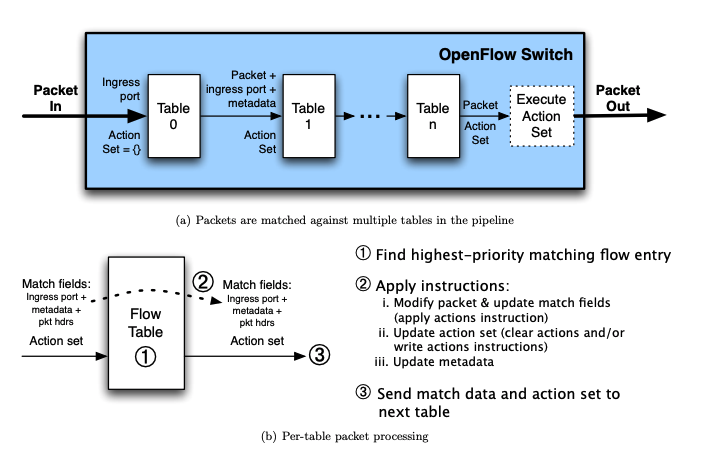 OpenFlow Switch
Packet
In
Ingress
port
Action
Set = {}
Table
0
Packet +
ingress port +
metadata
Action
Set
Table
1
Table
n
Packet
Action
Set
Execute
Action
Set
Packet
Out
(a) Packets are matched against multiple tables in the pipeline
Match fields:
Ingress port +
metadata +
pkt hdrs
Action set
Flow
Table
①
②
Match fields:
Ingress port +
metadata +
pkt hdrs
Action set
③
① Find highest-priority matching flow entry
② Apply instructions:
i. Modify packet & update match fields
(apply actions instruction)
ii. Update action set (clear actions and/or
write actions instructions)
iii. Update metadata
③ Send match data and action set to
next table
(b) Per-table packet processing